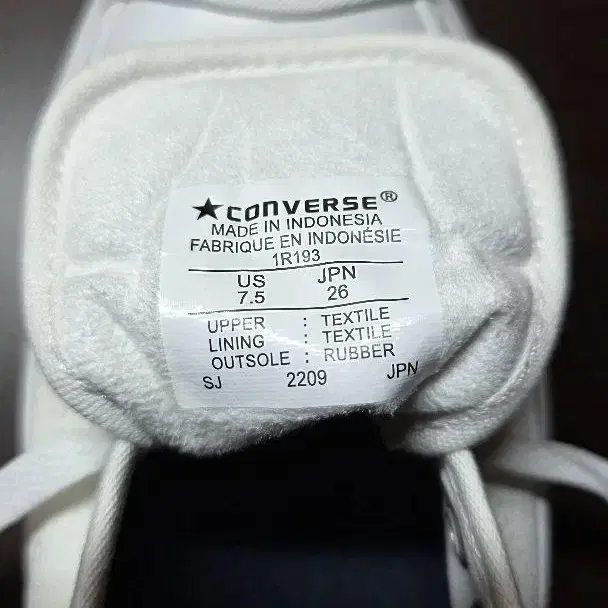 ★CONVERSE®
MADE IN INDONESIA
FABRIQUE EN INDONÉSIE
1R193
US JPN
7.5 26
UPPER : TEXTILE
LINING : TEXTILE
OUTSOLE : RUBBER
SJ 2209 JPN